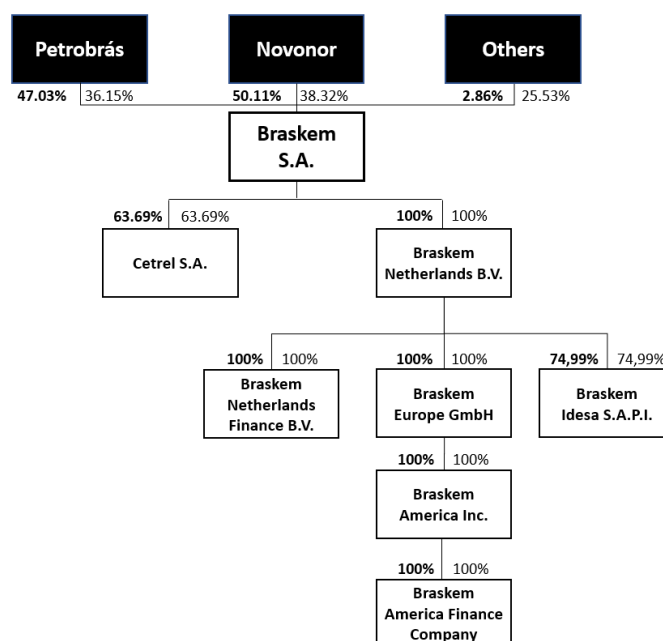 Petrobrás
Novonor
Others
47.03% 36.15%
50.11% 38.32%
2.86% 25.53%
Braskem
S.A.
63.69% 63.69%
100% 100%
Cetrel S.A.
Braskem
Netherlands B.V.
100% 100%
100% 100%
74,99% 74,99%
Braskem
Netherlands
Finance B.V.
Braskem
Europe GmbH
Braskem
Idesa S.A.P.I.
100% 100%
Braskem
America Inc.
100% 100%
Braskem
America Finance
Company